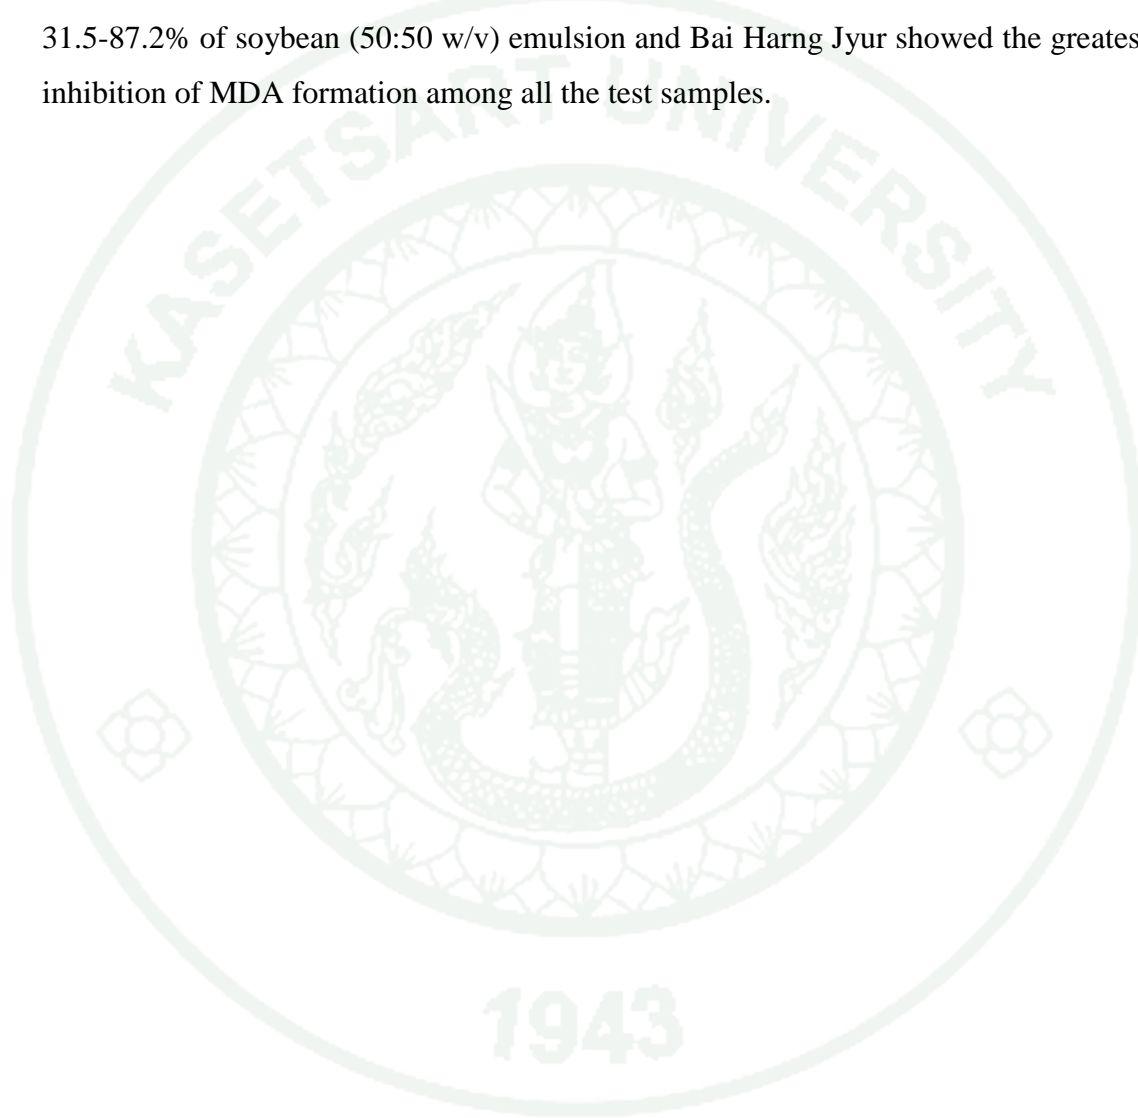 31.5-87.2% of soybean (50:50 w/v) emulsion and Bai Harng Jyur showed the greates
inhibition of MDA formation among all the test samples.
KASETSART UNIVERSITY
1943